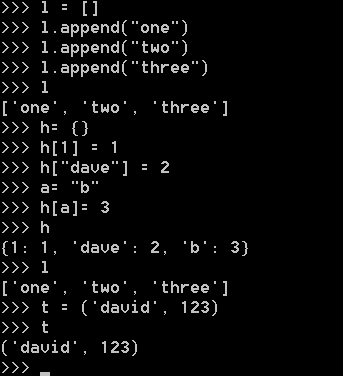 >>> l = []
>>> l.append("one")
>>> l.append("two")
>>> l.append("three")
>>> l
['one', 'two', 'three']
>>> h= {}
>>> h[1] = 1
>>> h["dave"] = 2
>>> a= "b"
>>> h[a]= 3
>>> h
{1: 1, 'dave': 2, 'b': 3}
>>> l
['one', 'two', 'three']
>>> t = ('david', 123)
>>> t
('david', 123)
>>> _